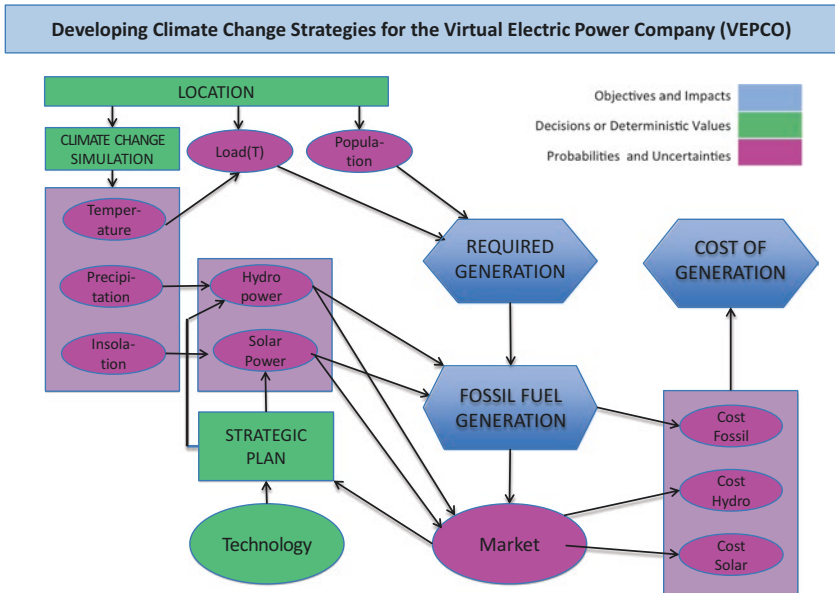 Developing Climate Change Strategies for the Virtual Electric Power Company (VEPCO)
LOCATION
Objectives and Impacts
Decisions or Deterministic Values
Probabilities and Uncertainties
CLIMATE CHANGE
SIMULATION
Load(T)
Popula-
tion
Temper-
ature
REQUIRED
GENERATION
COST OF
GENERATION
Precipi-
tation
Hydro
power
Insola-
tion
Solar
Power
FOSSIL FUEL
GENERATION
Cost
Fossil
STRATEGIC
PLAN
Cost
Hydro
Technology
Market
Cost
Solar